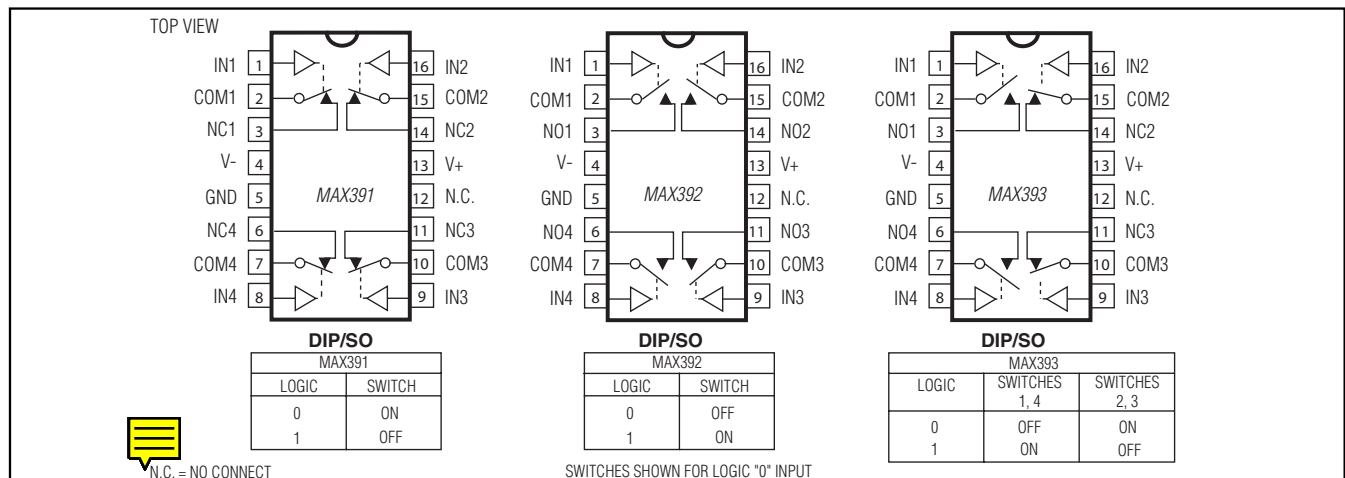 TOP VIEW
IN1 1 16 IN2
COM1 2 15 COM2
NC1 3 14 NC2
V- 4 13 V+
GND 5 MAX391 12 N.C.
NC4 6 11 NC3
COM4 7 10 COM3
IN4 8 9 IN3
DIP/SO
MAX391
LOGIC SWITCH
0 ON
1 OFF
IN1 1 16 IN2
COM1 2 15 COM2
NO1 3 14 NO2
V- 4 13 V+
GND 5 MAX392 12 N.C.
NO4 6 11 NO3
COM4 7 10 COM3
IN4 8 9 IN3
DIP/SO
MAX392
LOGIC SWITCH
0 OFF
1 ON
IN1 1 16 IN2
COM1 2 15 COM2
NO1 3 14 NC2
V- 4 13 V+
GND 5 MAX393 12 N.C.
NO4 6 11 NC3
COM4 7 10 COM3
IN4 8 9 IN3
DIP/SO
MAX393
LOGIC SWITCHES 1, 4 SWITCHES 2, 3
0 OFF ON
1 ON OFF
N.C. = NO CONNECT
SWITCHES SHOWN FOR LOGIC "0" INPUT